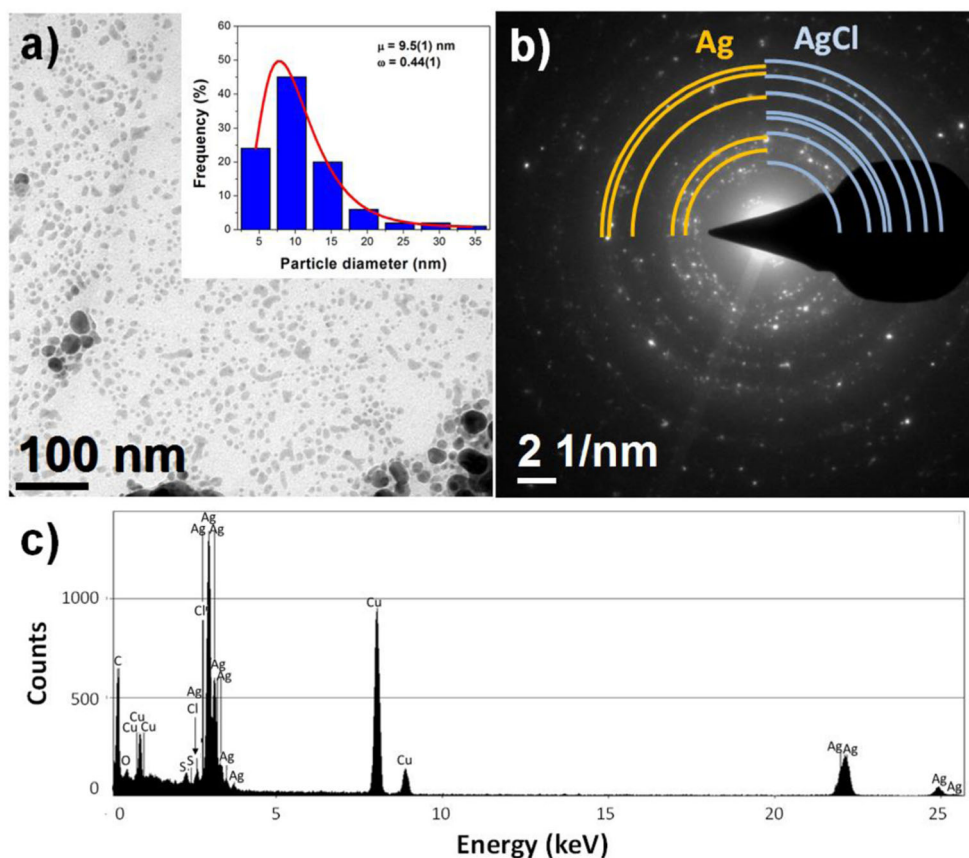 a)
μ = 9.5(1) nm
ω = 0.44(1)
Frequency (%)
60
50
40
30
20
10
0
5 10 15 20 25 30 35
Particle diameter (nm)
100 nm
b)
Ag AgCl
2 1/nm
c)
Counts
1000
500
0
C
O
Cu
Cu
Cu
S
S
Ag
Cl
Ag
Ag
Ag
Cl
Ag
Ag
Ag
Ag
Cu
Cu
Ag
Ag
Ag
Ag
0 5 10 15 20 25
Energy (keV)